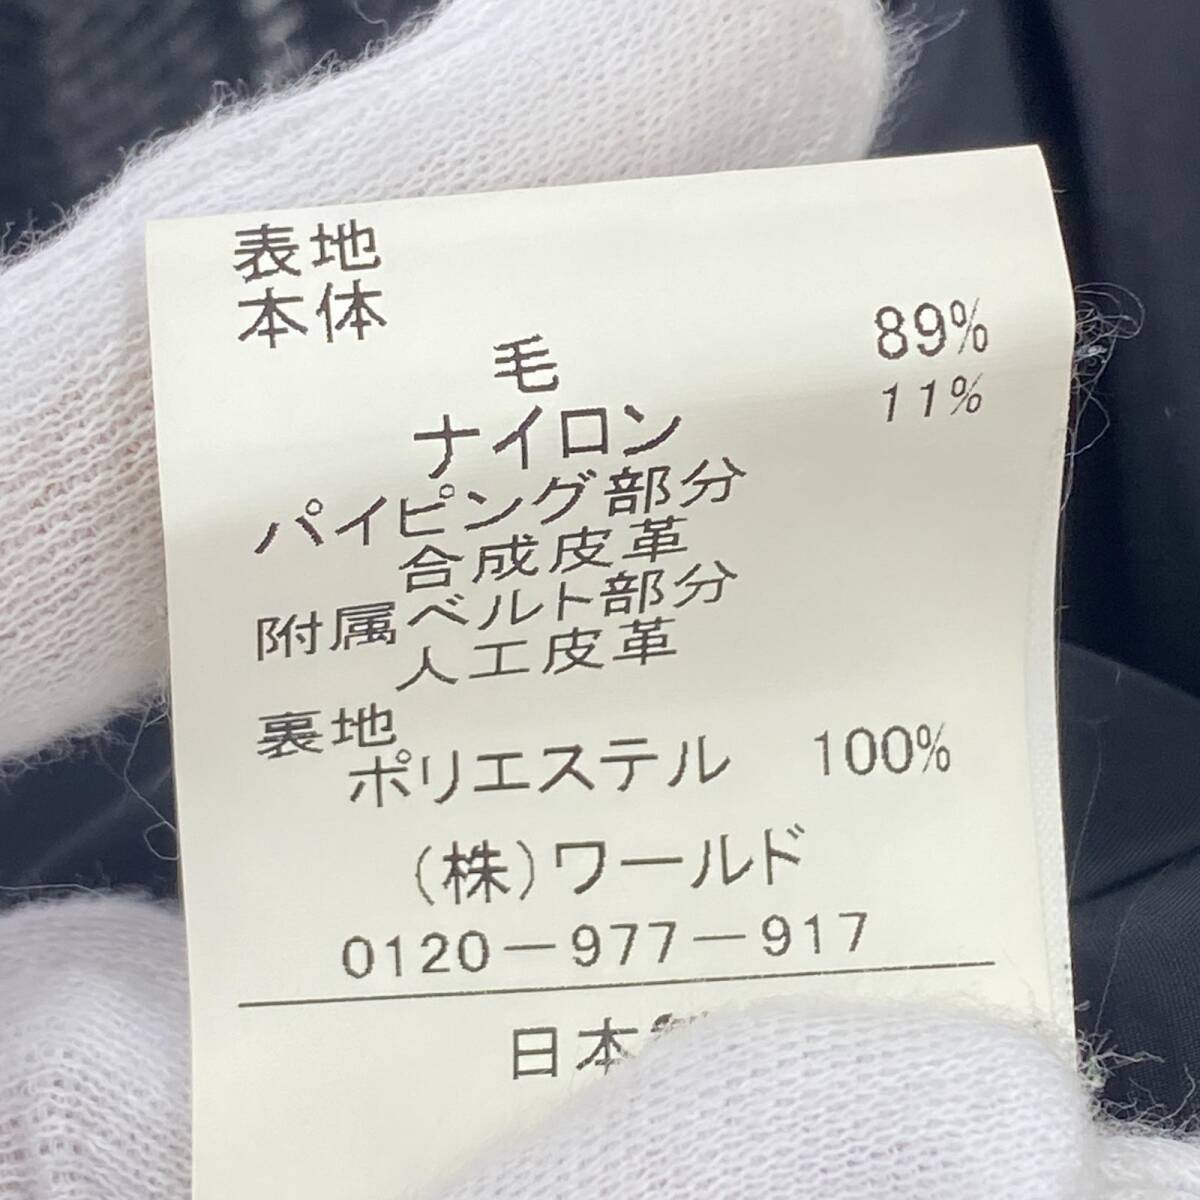 表地
本体
毛 89%
ナイロン 11%
パイピング部分
合成皮革
附属ベルト部分
人工皮革
裏地
ポリエステル 100%
(株)ワールド
0120-977-917
日本